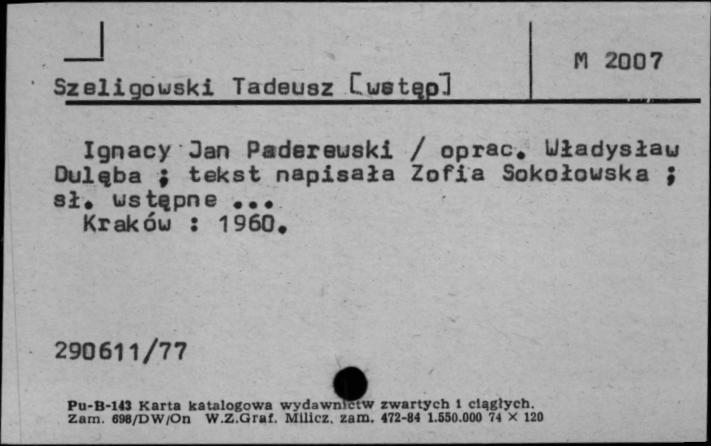 M 2007
Szeligowski Tadeusz [wstęp]
Ignacy Jan Paderewski / oprac. Władysław
Dulęba ; tekst napisała Zofia Sokołowska ;
sł. wstępne ...
Kraków : 1960.
290611/77
Pu-B-143 Karta katalogowa wydawnictw zwartych i ciągłych.
Zam. 698/DW/On W.Z.Graf. Milicz, zam. 472-84 1.550.000 74 × 120